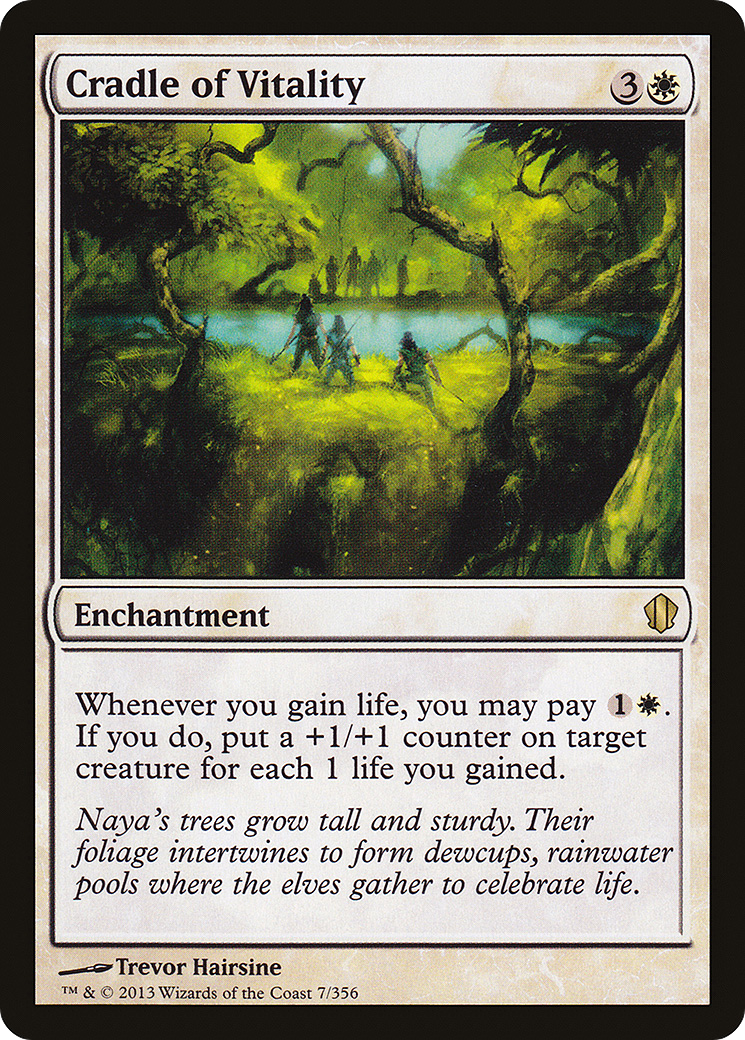 Cradle of Vitality 3
Enchantment
Whenever you gain life, you may pay 1.
If you do, put a +1/+1 counter on target
creature for each 1 life you gained.
Naya's trees grow tall and sturdy. Their
foliage intertwines to form dewcups, rainwater
pools where the elves gather to celebrate life.
Trevor Hairsine
™ & © 2013 Wizards of the Coast 7/356